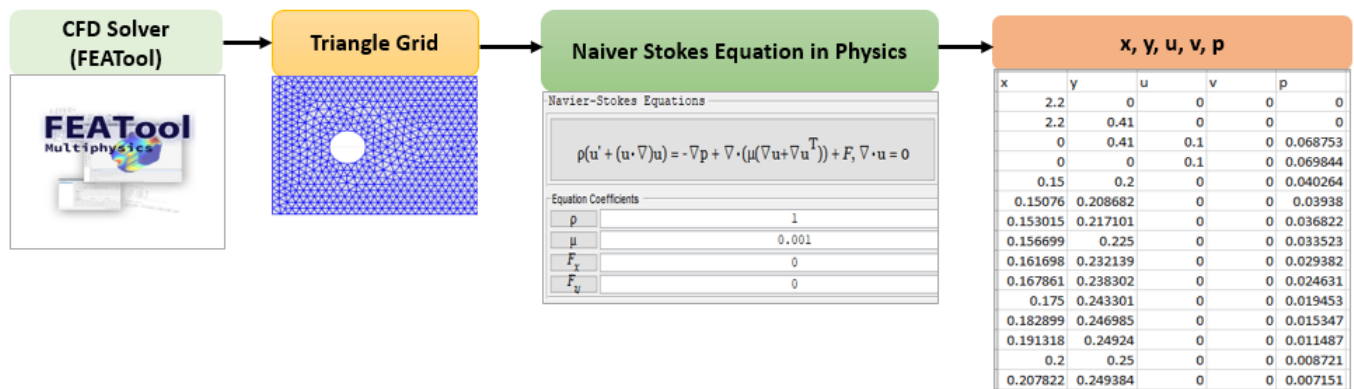 CFD Solver
(FEATool)
Triangle Grid
Naiver Stokes Equation in Physics
x, y, u, v, p
FEATool
Multiphysics
Navier-Stokes Equations
ρ(u' + (u·∇)u) = -∇p + ∇·(μ(∇u+∇u^T)) + F, ∇·u = 0
Equation Coefficients
ρ 1
μ 0.001
F_x 0
F_y 0
x y u v p
2.2 0 0 0 0
2.2 0.41 0 0 0
0 0.41 0.1 0 0.068753
0 0 0.1 0 0.069844
0.15 0.2 0 0 0.040264
0.15076 0.208682 0 0 0.03938
0.153015 0.217101 0 0 0.036822
0.156699 0.225 0 0 0.033523
0.161698 0.232139 0 0 0.029382
0.167861 0.238302 0 0 0.024631
0.175 0.243301 0 0 0.019453
0.182899 0.246985 0 0 0.015347
0.191318 0.24924 0 0 0.011487
0.2 0.25 0 0 0.008721
0.207822 0.249384 0 0 0.007151